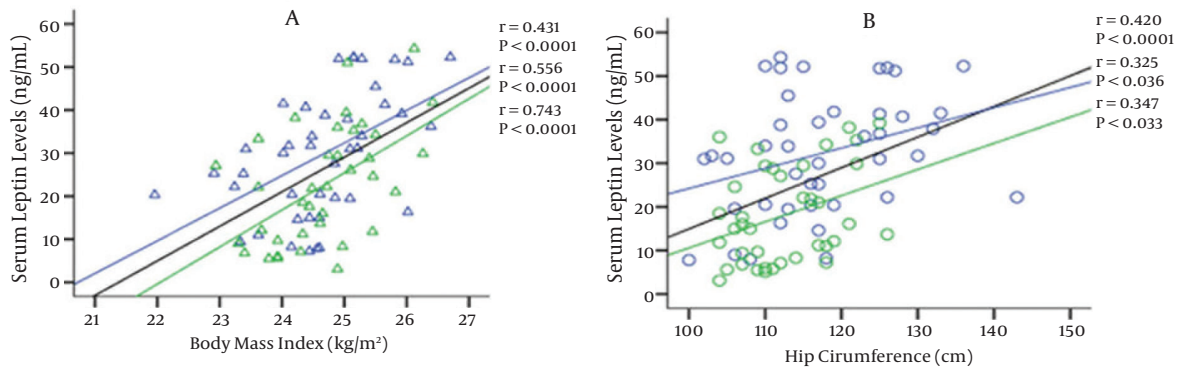 A
Serum Leptin Levels (ng/mL)
60
50
40
30
20
10
0
21 22 23 24 25 26 27
Body Mass Index (kg/m²)
r = 0.431
P < 0.0001
r = 0.556
P < 0.0001
r = 0.743
P < 0.0001
B
Serum Leptin Levels (ng/mL)
60
50
40
30
20
10
0
100 110 120 130 140 150
Hip Cirumference (cm)
r = 0.420
P < 0.0001
r = 0.325
P < 0.036
r = 0.347
P < 0.033